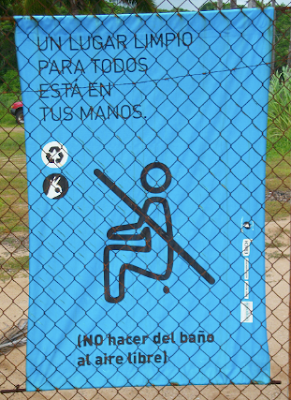 UN LUGAR LIMPIO
PARA TODOS
ESTÁ EN
TUS MANOS.
(NO hacer del baño
al aire libre)